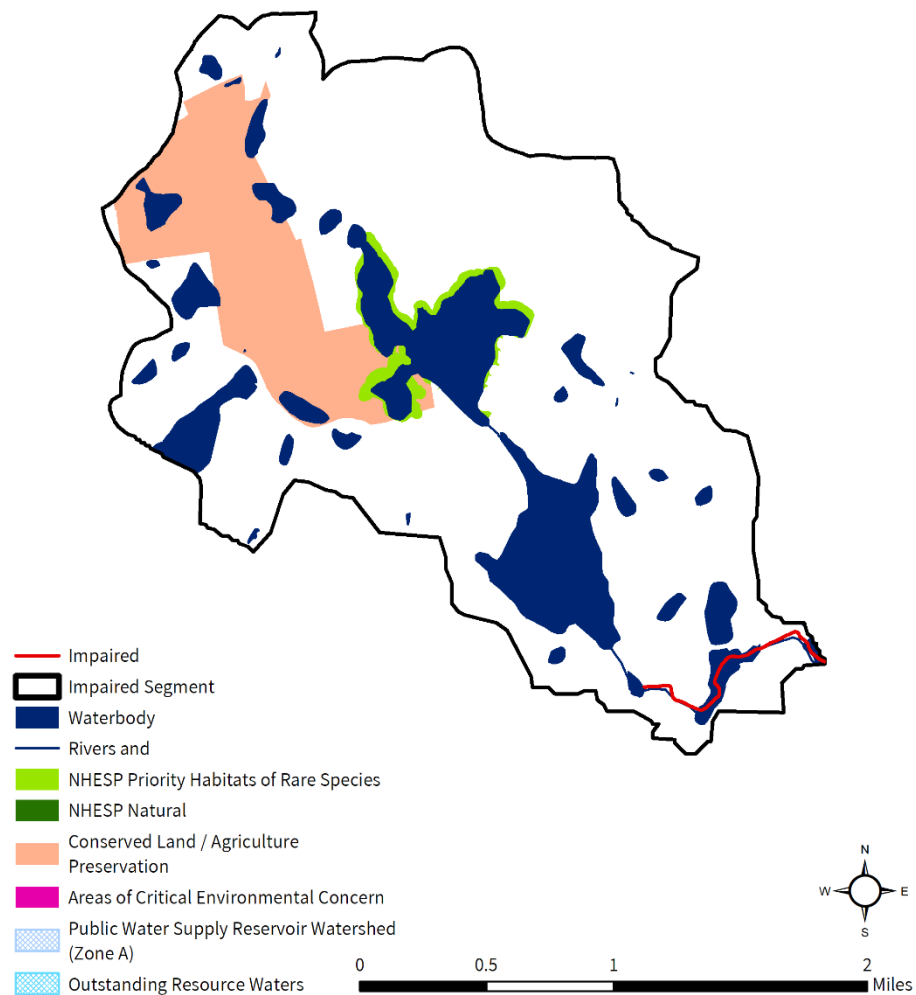 Impaired
Impaired Segment
Waterbody
Rivers and
NHESP Priority Habitats of Rare Species
NHESP Natural
Conserved Land / Agriculture
Preservation
Areas of Critical Environmental Concern
Public Water Supply Reservoir Watershed
(Zone A)
Outstanding Resource Waters
N
W E
S
0 0.5 1 2
Miles